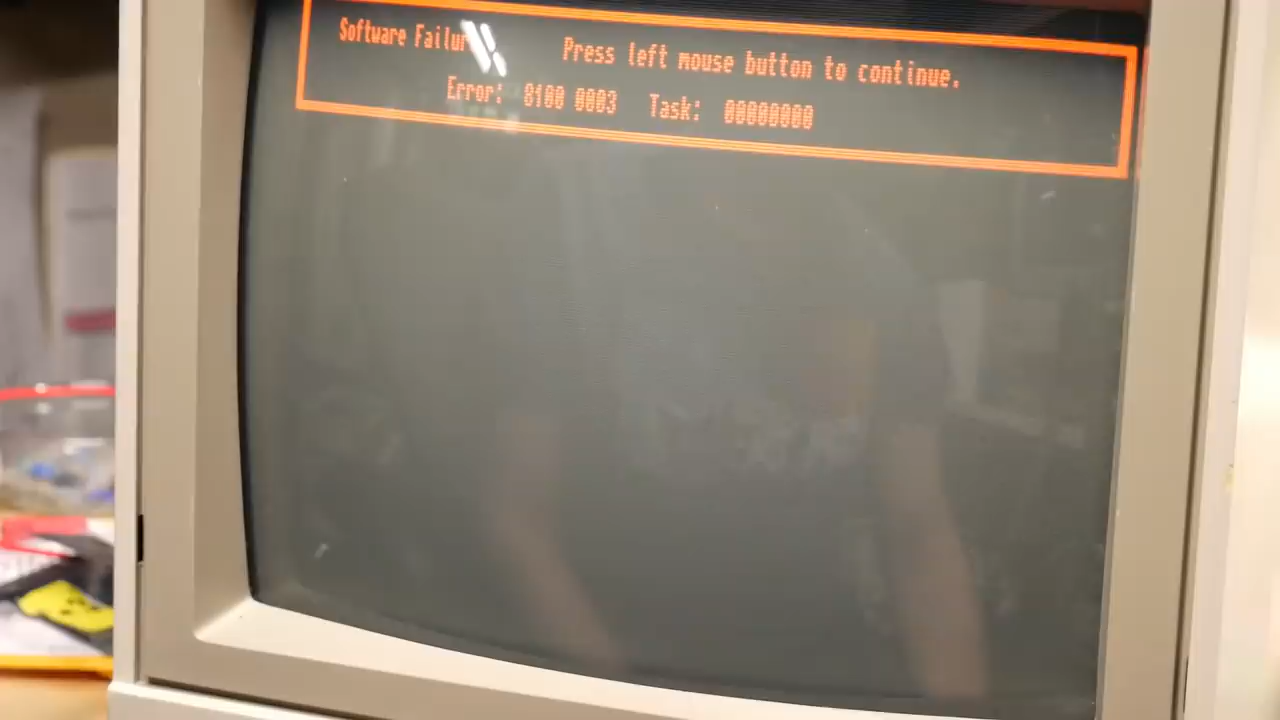 Software Failur Press left mouse button to continue.
Error: 8100 0003 Task: 00000000